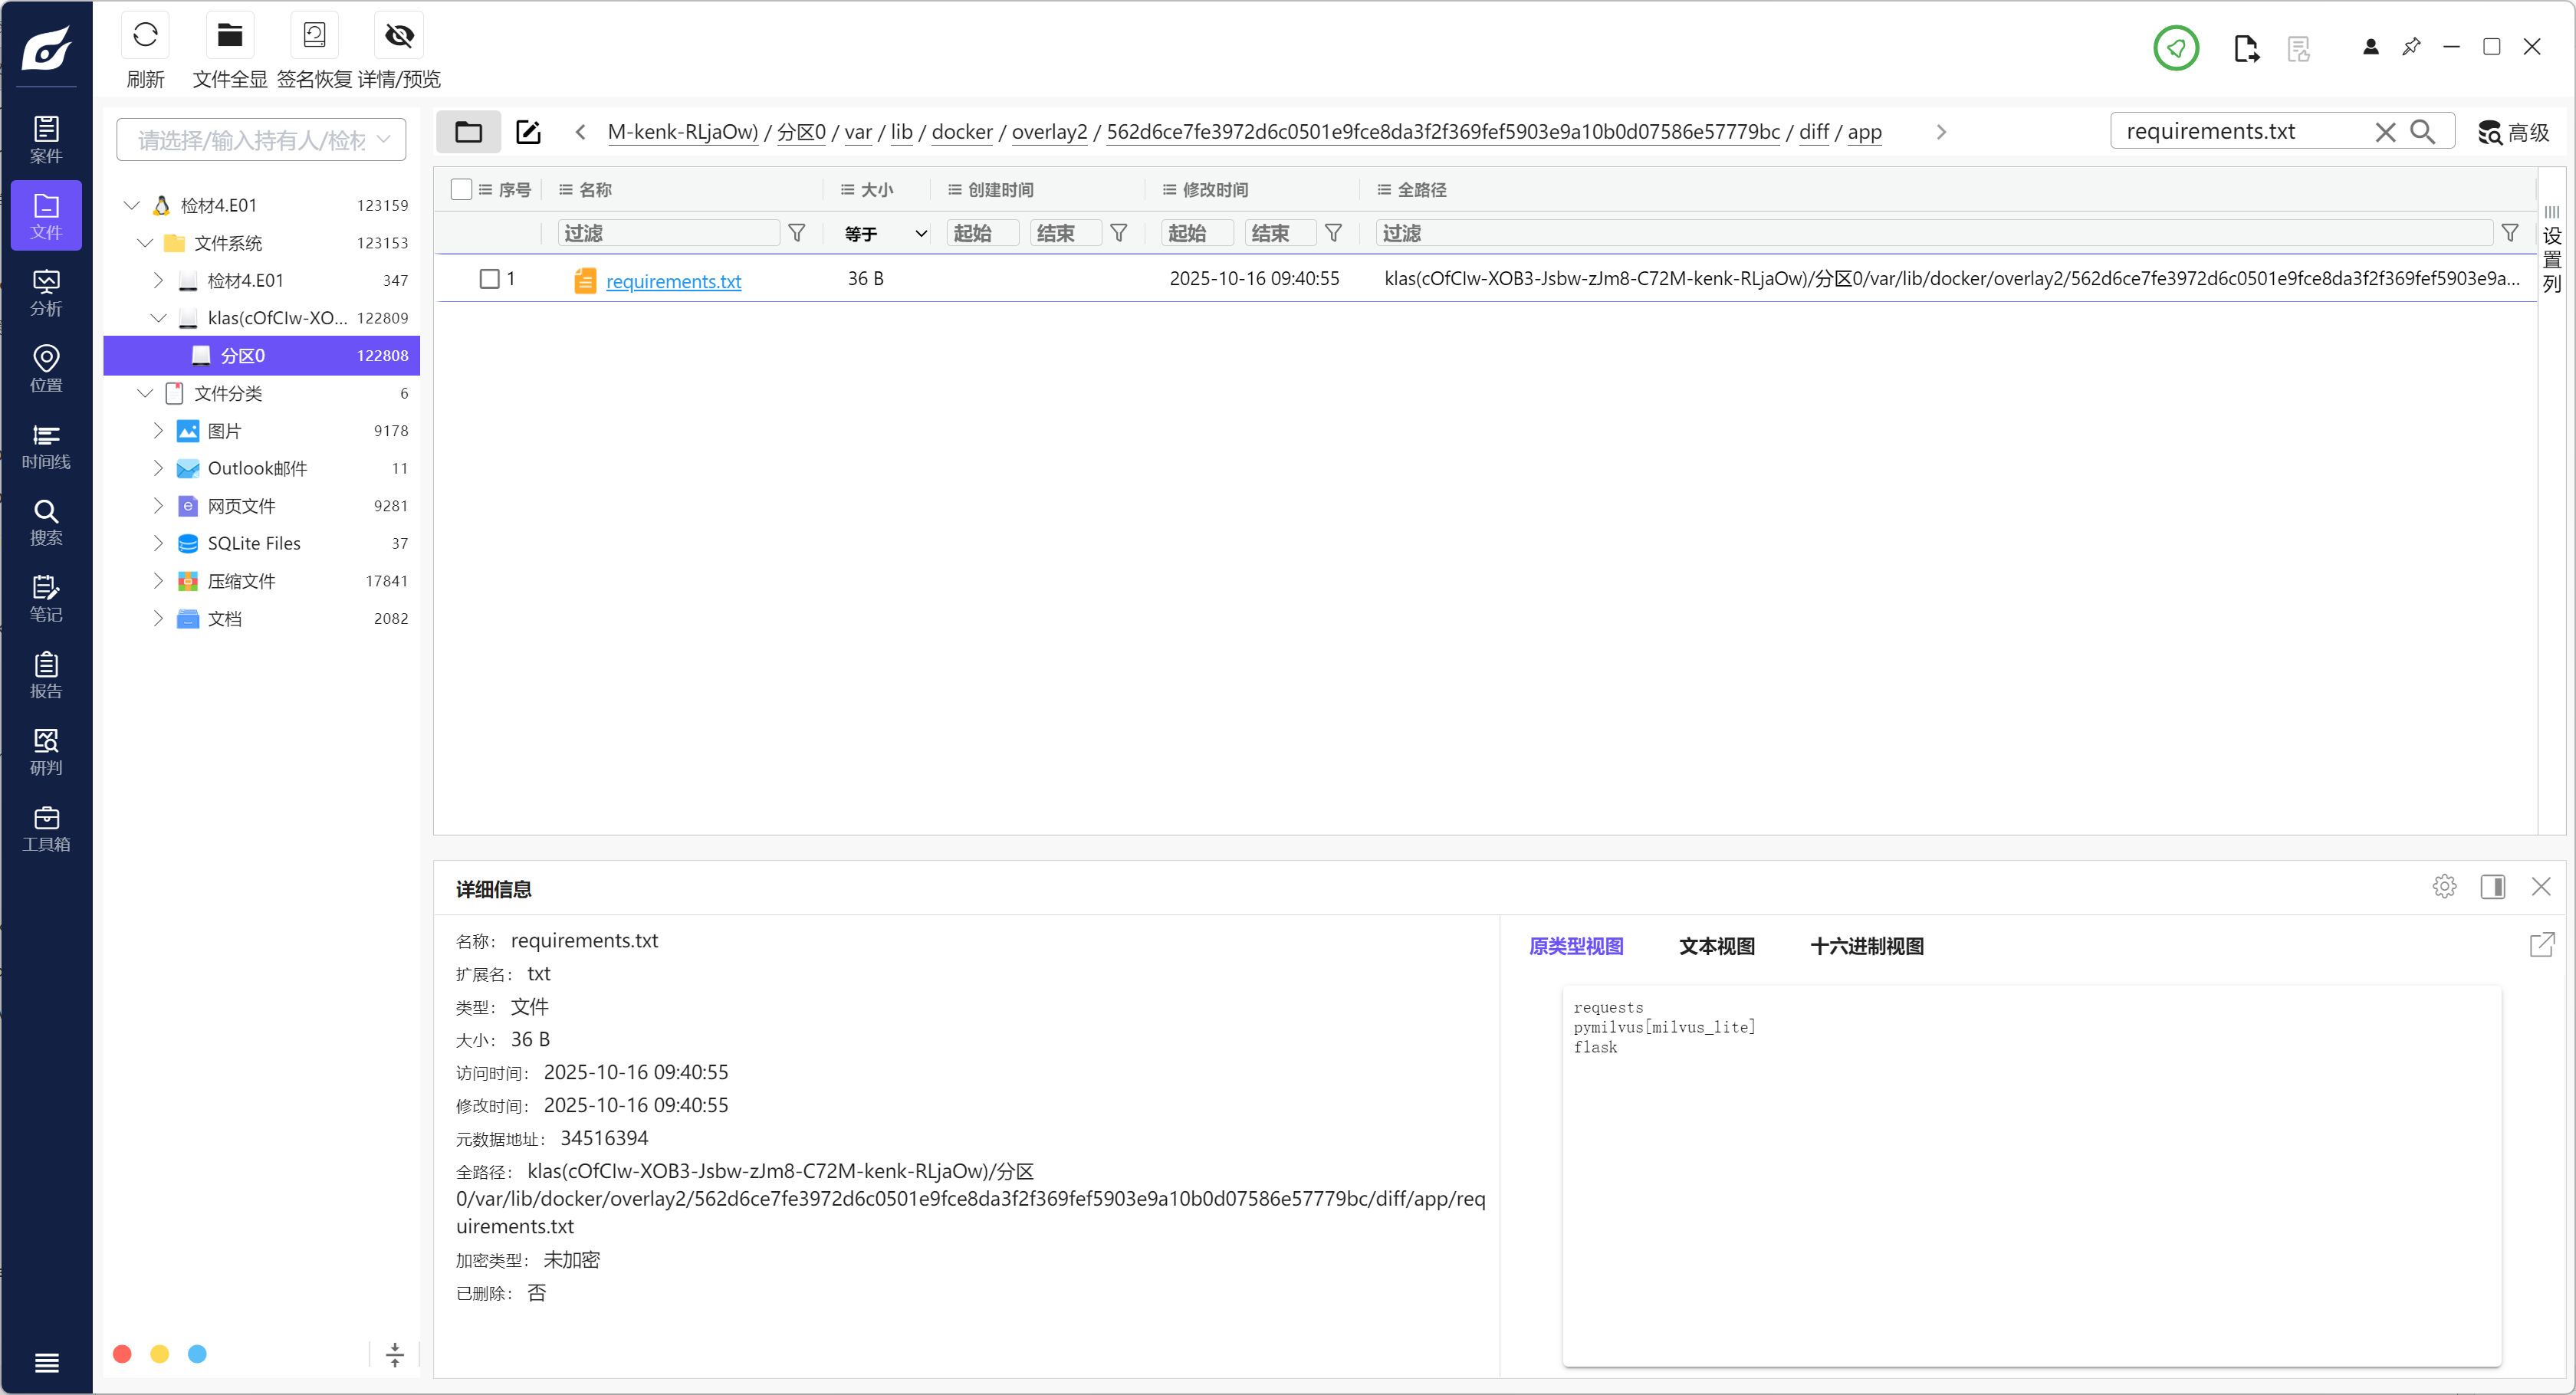 刷新
文件全显
签名恢复
详情/预览
案件
文件
分析
位置
时间线
搜索
笔记
报告
研判
工具箱
请选择/输入持有人/检材
检材4.E01 123159
文件系统 123153
检材4.E01 347
klas(cOfCIw-XO... 122809
分区0 122808
文件分类 6
图片 9178
Outlook邮件 11
网页文件 9281
SQLite Files 37
压缩文件 17841
文档 2082
M-kenk-RLjaOw) / 分区0 / var / lib / docker / overlay2 / 562d6ce7fe3972d6c0501e9fce8da3f2f369fef5903e9a10b0d07586e57779bc / diff / app
requirements.txt
高级
序号 名称 大小 创建时间 修改时间 全路径
过滤 等于 起始 结束 起始 结束 过滤
1 requirements.txt 36 B 2025-10-16 09:40:55 klas(cOfCIw-XOB3-Jsbw-zJm8-C72M-kenk-RLjaOw)/分区0/var/lib/docker/overlay2/562d6ce7fe3972d6c0501e9fce8da3f2f369fef5903e9a...
设置列
详细信息
名称: requirements.txt
扩展名: txt
类型: 文件
大小: 36 B
访问时间: 2025-10-16 09:40:55
修改时间: 2025-10-16 09:40:55
元数据地址: 34516394
全路径: klas(cOfCIw-XOB3-Jsbw-zJm8-C72M-kenk-RLjaOw)/分区
0/var/lib/docker/overlay2/562d6ce7fe3972d6c0501e9fce8da3f2f369fef5903e9a10b0d07586e57779bc/diff/app/req
uirements.txt
加密类型: 未加密
已删除: 否
原类型视图 文本视图 十六进制视图
requests
pymilvus[milvus_lite]
flask